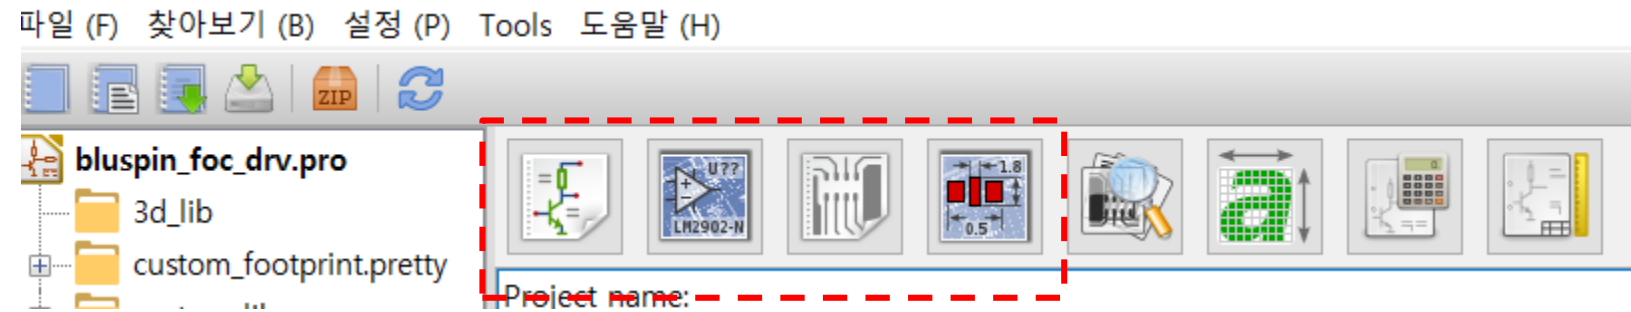 파일 (F) 찾아보기 (B) 설정 (P) Tools 도움말 (H)
ZIP
bluspin_foc_drv.pro
3d_lib
custom_footprint.pretty
U??
LM2902-N
1.8
0.5
a
0.
Project name: